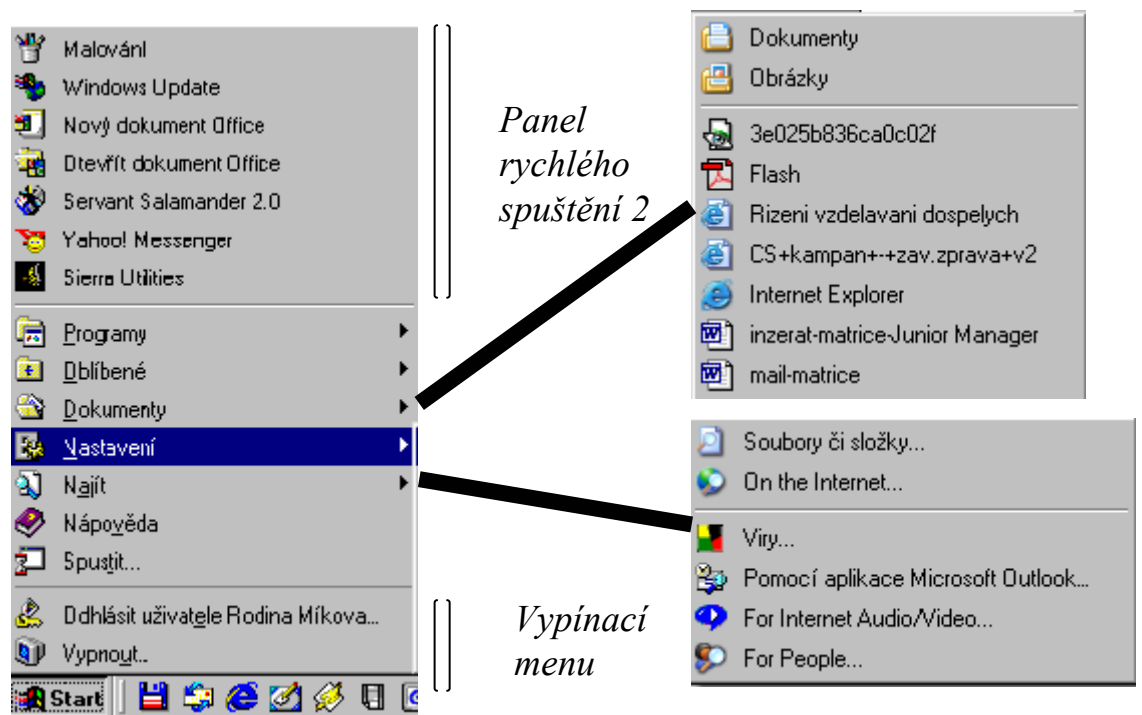 Malování
Windows Update
Nový dokument Office
Otevřít dokument Office
Servant Salamander 2.0
Yahoo! Messenger
Sierra Utilities
Programy
Oblíbené
Dokumenty
Nastavení
Najít
Nápověda
Spustit...
Odhlásit uživatele Rodina Míkova...
Vypnout...
Start
Panel
rychlého
spuštění 2
Vypínací
menu
Dokumenty
Obrázky
3e025b836ca0c02f
Flash
Rizeni vzdelavani dospelych
CS+kampan+-+zav.zprava+v2
Internet Explorer
inzerat-matrice-Junior Manager
mail-matrice
Soubory či složky...
On the Internet...
Viry...
Pomocí aplikace Microsoft Outlook...
For Internet Audio/Video...
For People...